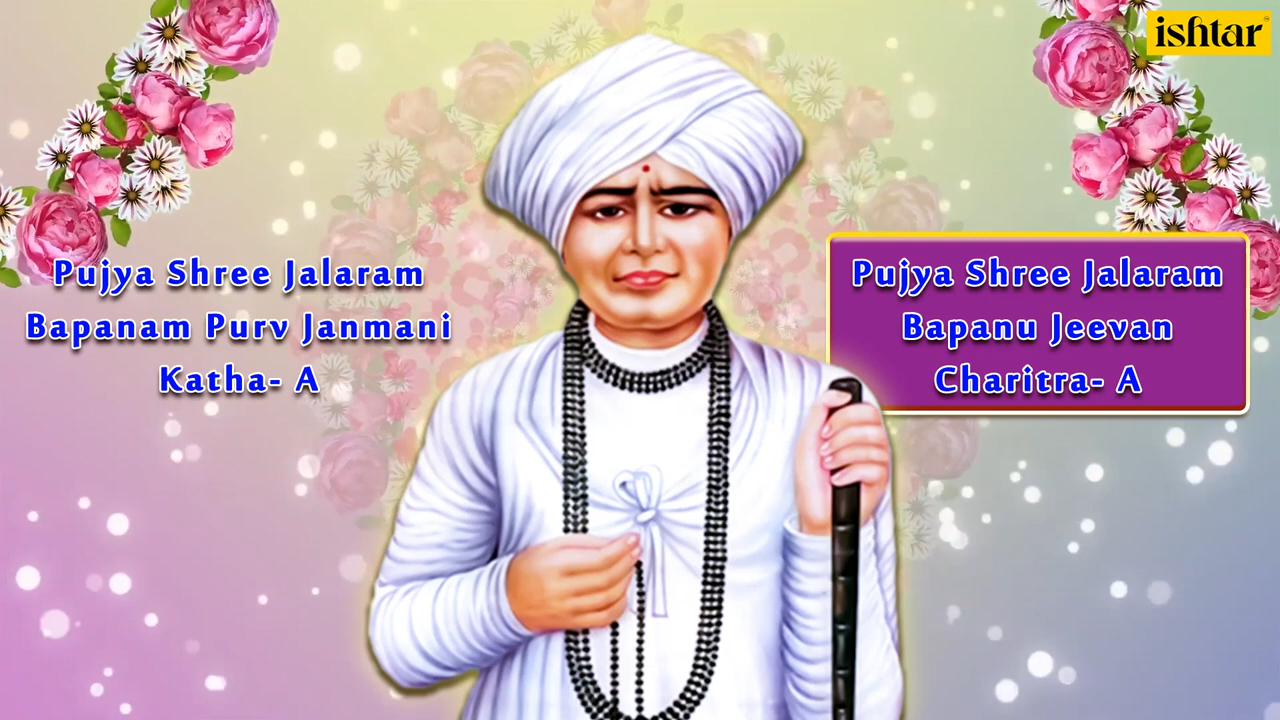 ishtar
Pujya Shree Jalaram
Bapanam Purv Janmani
Katha- A
Pujya Shree Jalaram
Bapanu Jeevan
Charitra- A